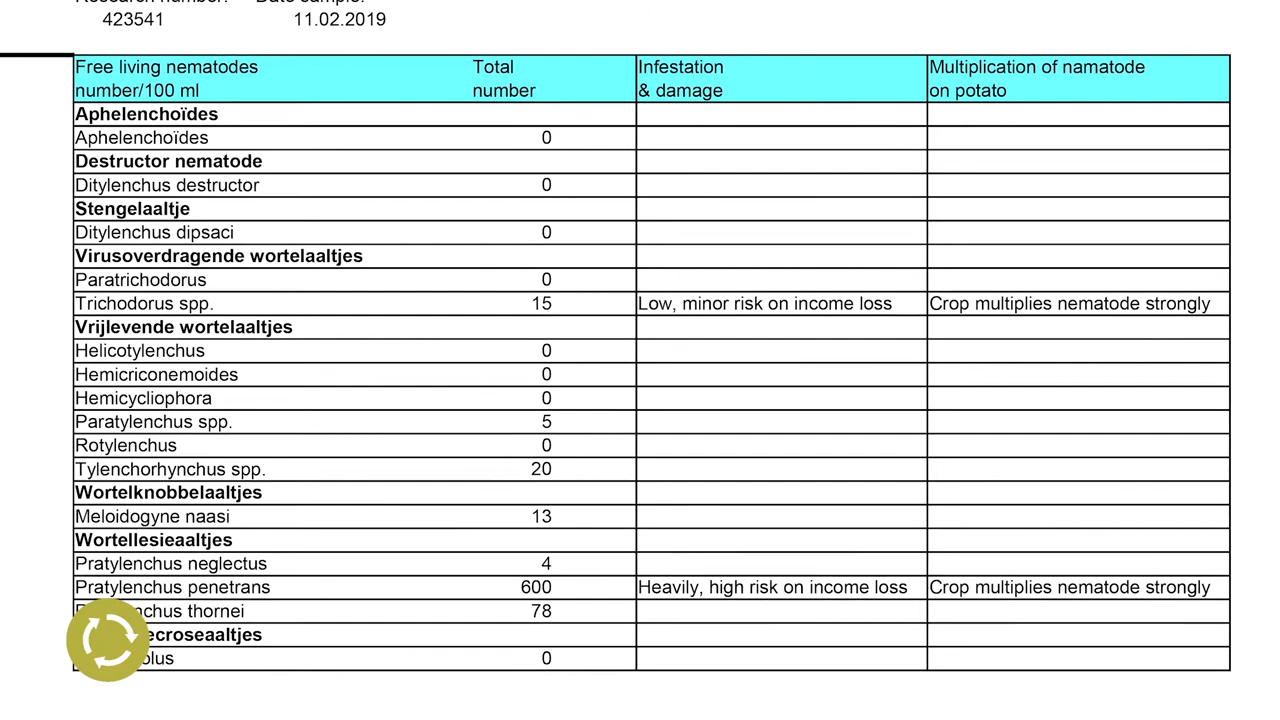 423541 11.02.2019
Free living nematodes Total Infestation Multiplication of namatode
number/100 ml number & damage on potato
Aphelenchoïdes
Aphelenchoïdes 0
Destructor nematode
Ditylenchus destructor 0
Stengelaaltje
Ditylenchus dipsaci 0
Virusoverdragende wortelaaltjes
Paratrichodorus 0
Trichodorus spp. 15 Low, minor risk on income loss Crop multiplies nematode strongly
Vrijlevende wortelaaltjes
Helicotylenchus 0
Hemicriconemoides 0
Hemicycliophora 0
Paratylenchus spp. 5
Rotylenchus 0
Tylenchorhynchus spp. 20
Wortelknobbelaaltjes
Meloidogyne naasi 13
Wortellesieaaltjes
Pratylenchus neglectus 4
Pratylenchus penetrans 600 Heavily, high risk on income loss Crop multiplies nematode strongly
thornei 78
0